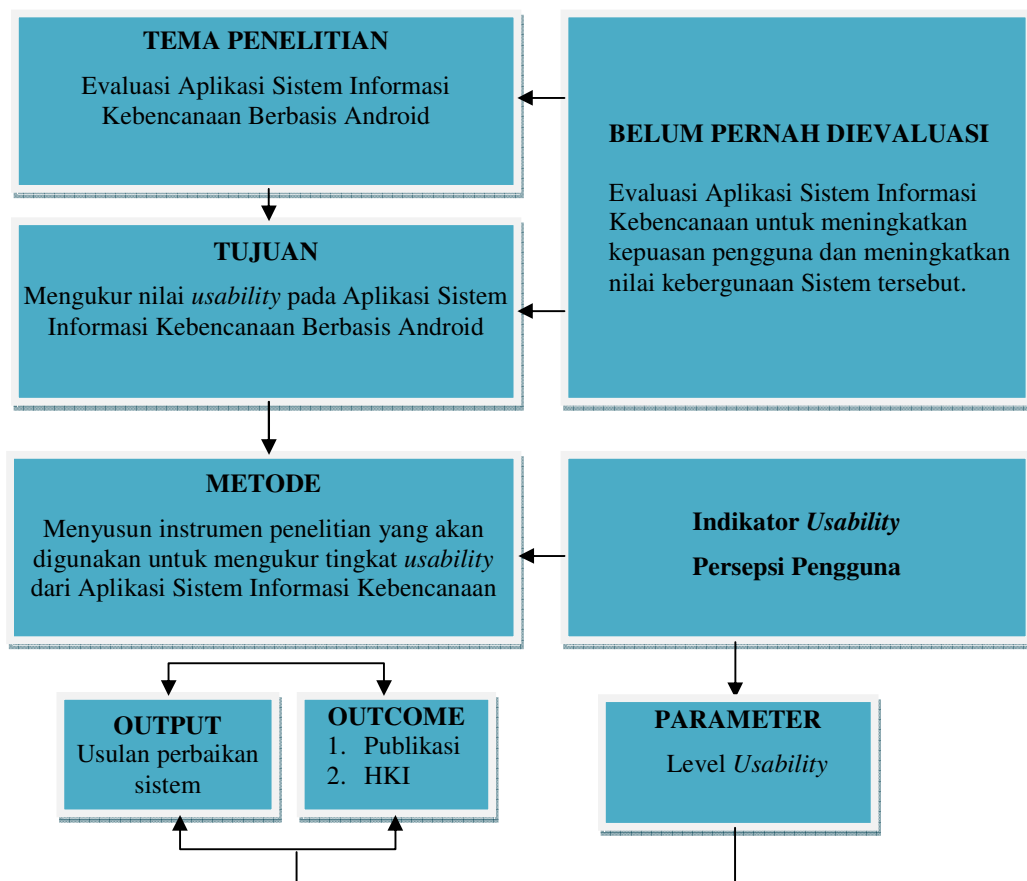 TEMA PENELITIAN
Evaluasi Aplikasi Sistem Informasi
Kebencanaan Berbasis Android
BELUM PERNAH DIEVALUASI
Evaluasi Aplikasi Sistem Informasi
Kebencanaan untuk meningkatkan
kepuasan pengguna dan meningkatkan
nilai kebergunaan Sistem tersebut.
TUJUAN
Mengukur nilai usability pada Aplikasi Sistem
Informasi Kebencanaan Berbasis Android
METODE
Menyusun instrumen penelitian yang akan
digunakan untuk mengukur tingkat usability
dari Aplikasi Sistem Informasi Kebencanaan
Indikator Usability
Persepsi Pengguna
OUTPUT
Usulan perbaikan
sistem
OUTCOME
1. Publikasi
2. HKI
PARAMETER
Level Usability